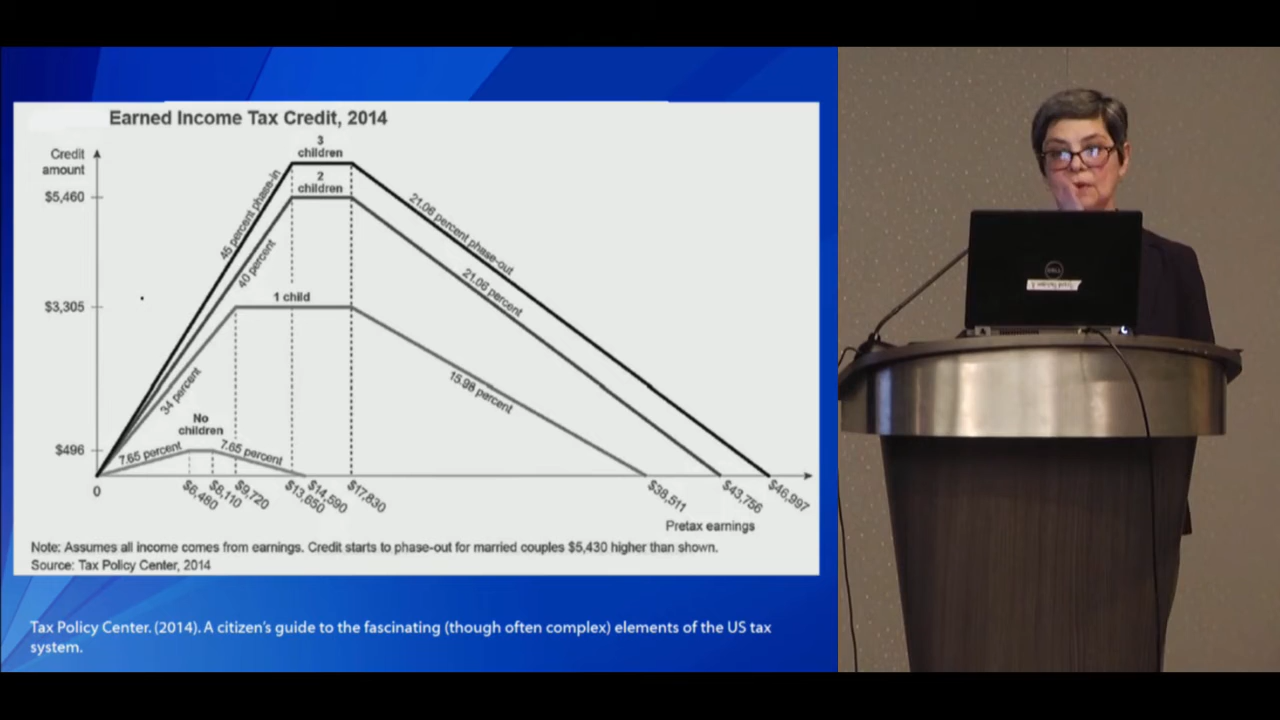 Earned Income Tax Credit, 2014
Credit
amount
3
children
2
children
$5,460
45 percent phase-in
40 percent
21.06 percent phase-out
21.06 percent
1 child
$3,305
34 percent
15.98 percent
No
children
$496
7.65 percent
7.65 percent
0
$6,480
$8,110
$9,720
$13,650
$14,590
$17,830
$38,511
$43,756
$46,997
Pretax earnings
Note: Assumes all income comes from earnings. Credit starts to phase-out for married couples $5,430 higher than shown.
Source: Tax Policy Center, 2014
Tax Policy Center. (2014). A citizen's guide to the fascinating (though often complex) elements of the US tax
system.
DELL